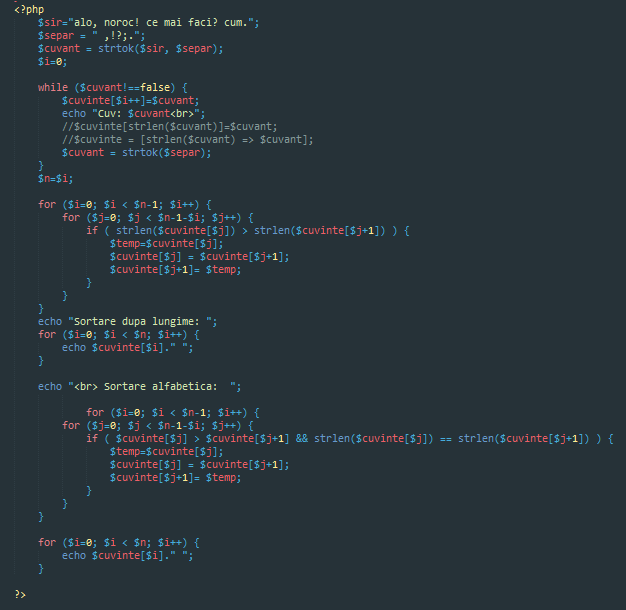 <?php
$sir="alo, noroc! ce mai faci? cum.";
$separ = " ,!?;.";
$cuvant = strtok($sir, $separ);
$i=0;
while ($cuvant!==false) {
$cuvinte[$i++]=$cuvant;
echo "Cuv: $cuvant<br>";
//$cuvinte[strlen($cuvant)]=$cuvant;
//$cuvinte = [strlen($cuvant) => $cuvant];
$cuvant = strtok($separ);
}
$n=$i;
for ($i=0; $i < $n-1; $i++) {
for ($j=0; $j < $n-1-$i; $j++) {
if ( strlen($cuvinte[$j]) > strlen($cuvinte[$j+1]) ) {
$temp=$cuvinte[$j];
$cuvinte[$j] = $cuvinte[$j+1];
$cuvinte[$j+1]= $temp;
}
}
}
echo "Sortare dupa lungime: ";
for ($i=0; $i < $n; $i++) {
echo $cuvinte[$i]." ";
}
echo "<br> Sortare alfabetica:  ";
for ($i=0; $i < $n-1; $i++) {
for ($j=0; $j < $n-1-$i; $j++) {
if ( $cuvinte[$j] > $cuvinte[$j+1] && strlen($cuvinte[$j]) == strlen($cuvinte[$j+1]) ) {
$temp=$cuvinte[$j];
$cuvinte[$j] = $cuvinte[$j+1];
$cuvinte[$j+1]= $temp;
}
}
}
for ($i=0; $i < $n; $i++) {
echo $cuvinte[$i]." ";
}
?>